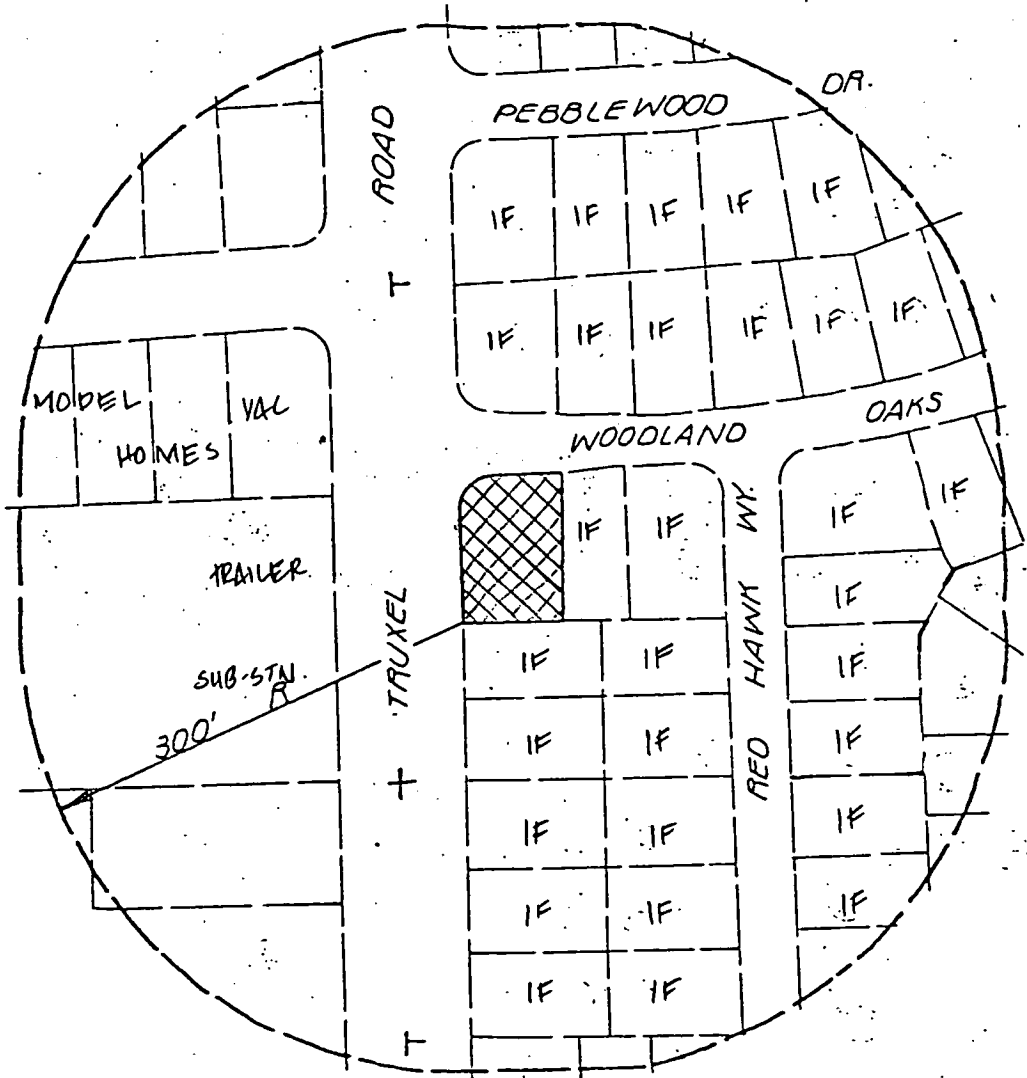 PEBBLEWOOD DR.
ROAD
1F 1F 1F 1F 1F
1F 1F 1F 1F 1F 1F
MODEL HOMES
VAC
WOODLAND OAKS
1F 1F
1F 1F
TRAILER
RED HAWK WY.
1F
TRUXEL
1F 1F
1F
SUB-STN.
R
300'
1F 1F
1F
1F 1F
1F
1F 1F
1F
1F 1F